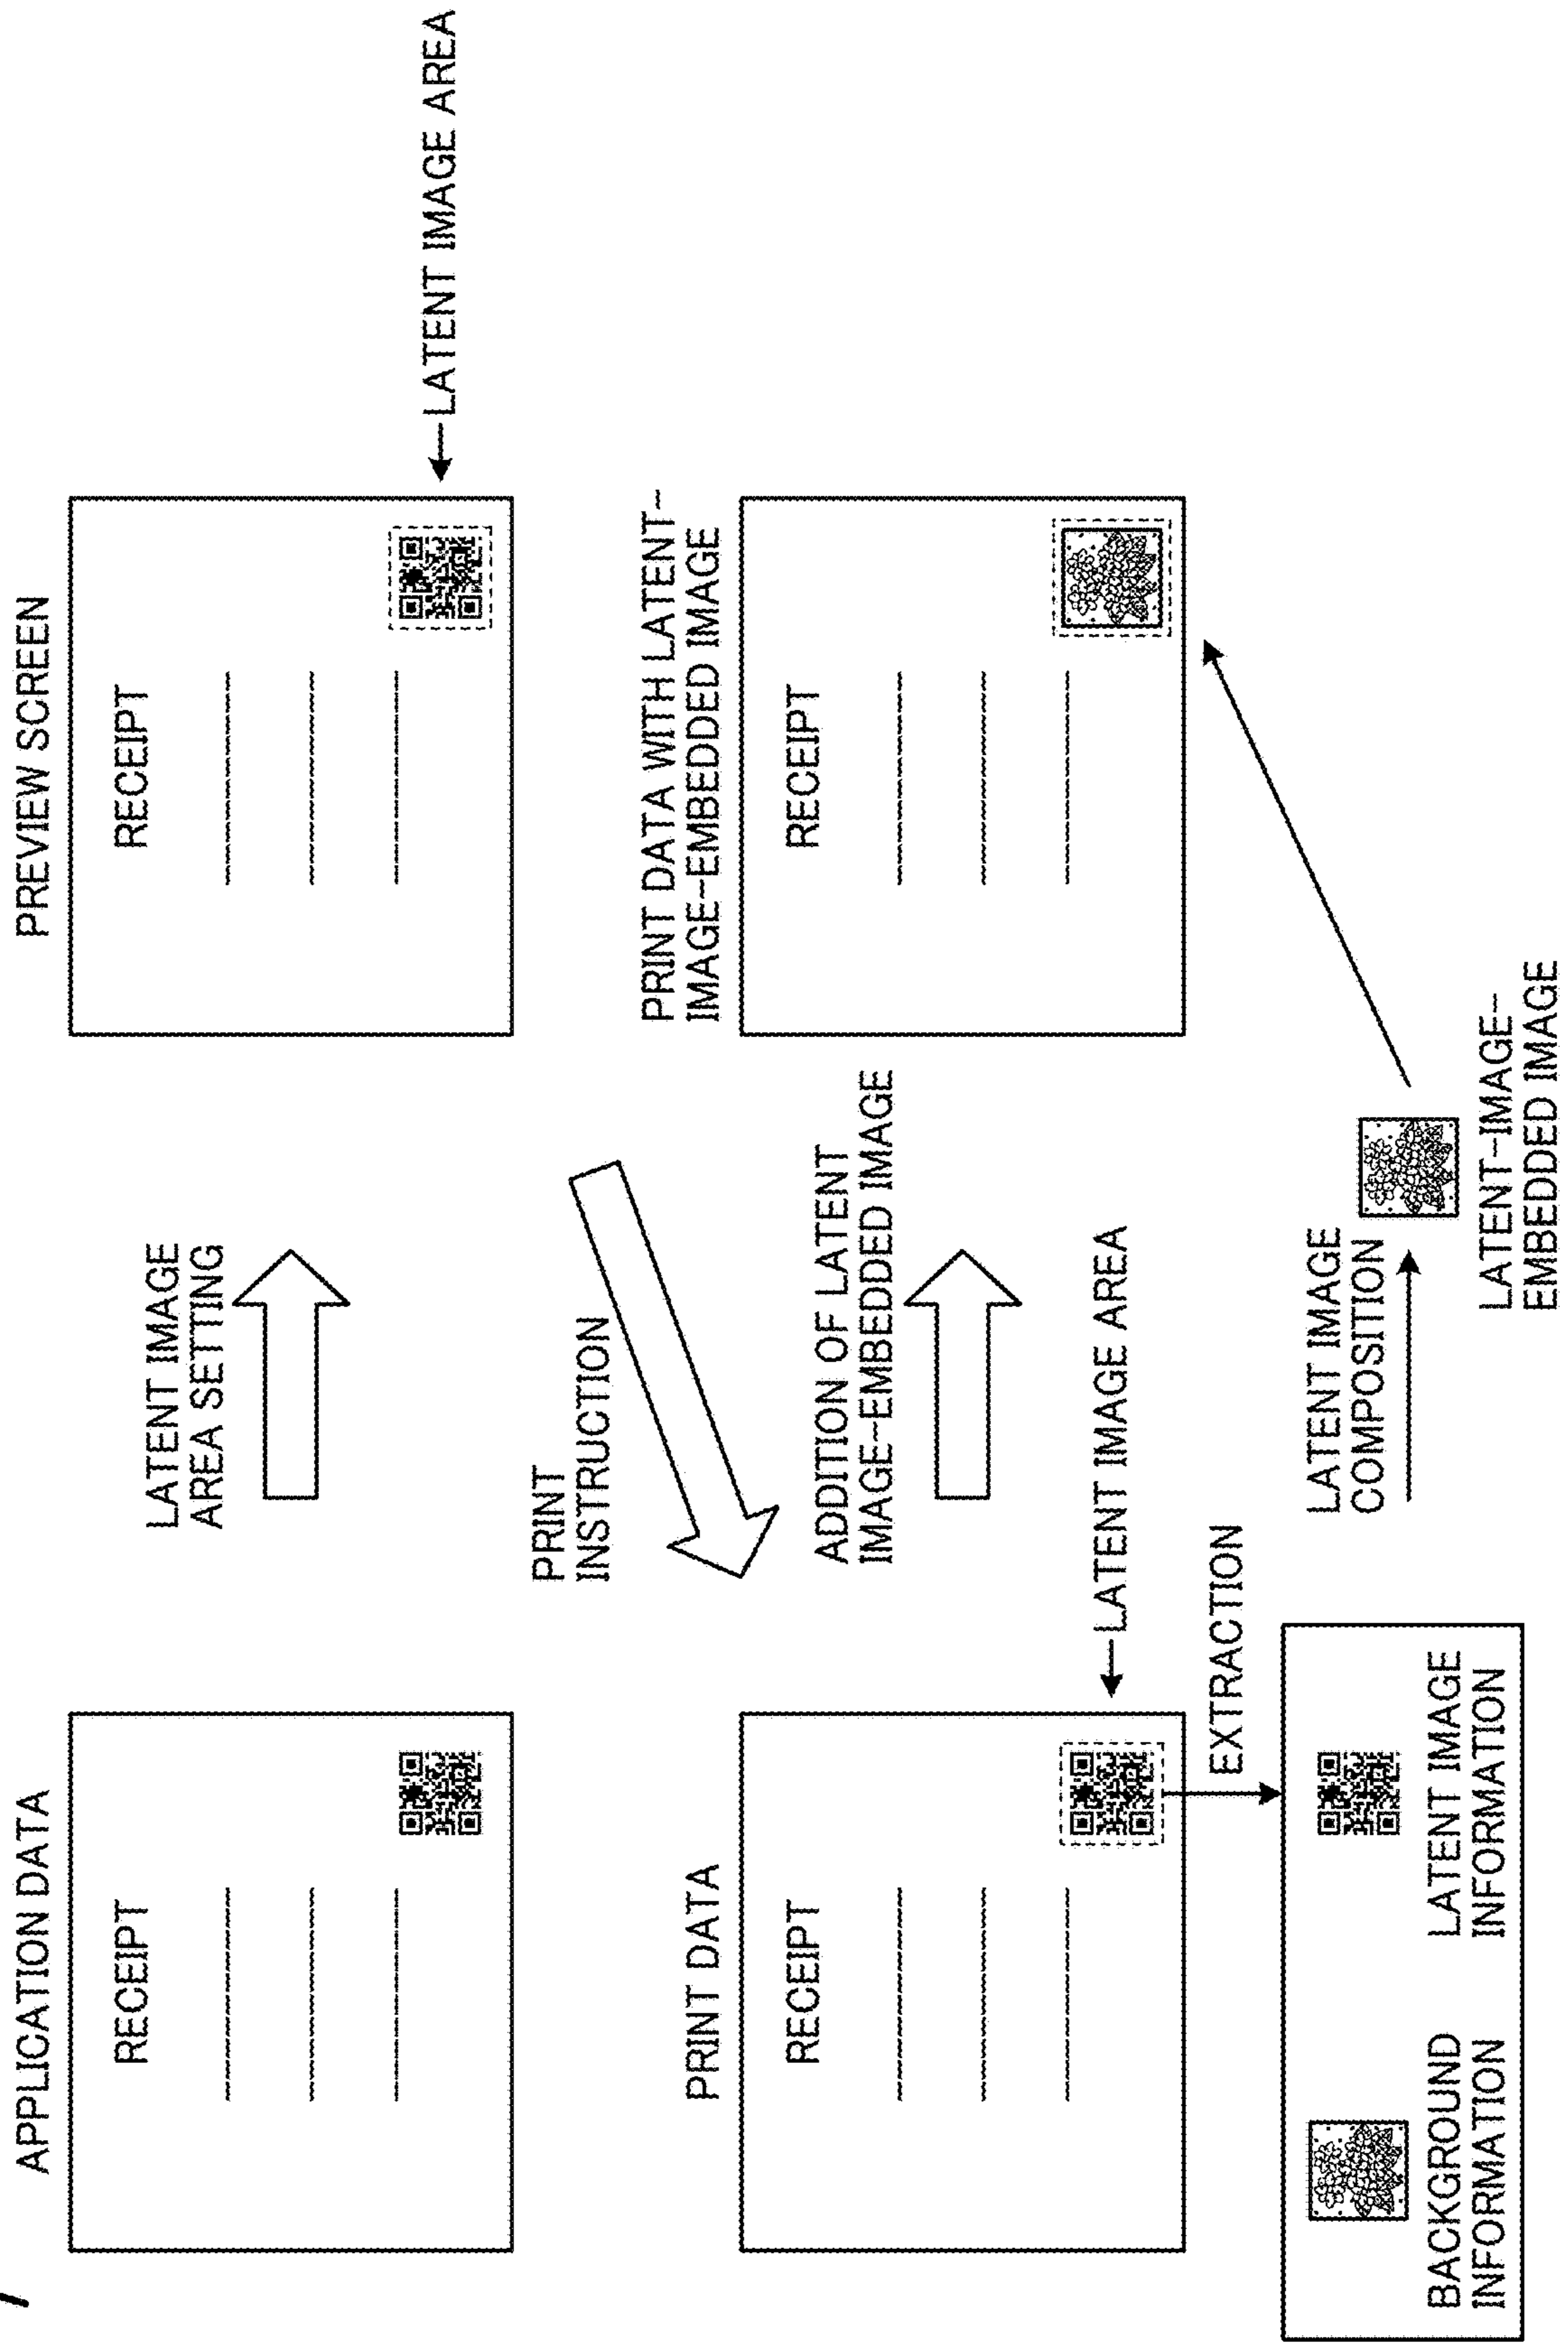 APPLICATION DATA
RECEIPT
LATENT IMAGE
AREA SETTING
PREVIEW SCREEN
RECEIPT
LATENT IMAGE AREA
PRINT
INSTRUCTION
PRINT DATA
RECEIPT
LATENT IMAGE AREA
ADDITION OF LATENT
IMAGE-EMBEDDED IMAGE
PRINT DATA WITH LATENT-
IMAGE-EMBEDDED IMAGE
RECEIPT
EXTRACTION
BACKGROUND
INFORMATION
LATENT IMAGE
INFORMATION
LATENT IMAGE
COMPOSITION
LATENT-IMAGE-
EMBEDDED IMAGE